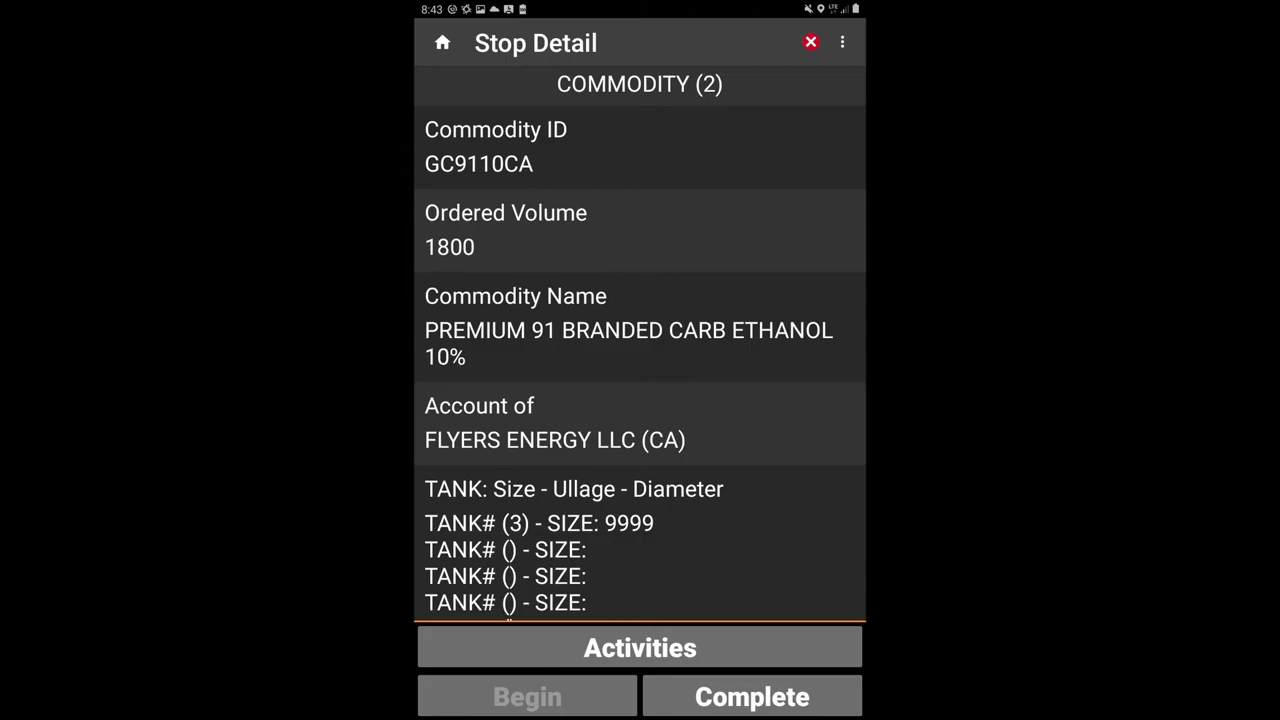 8:43
LTE
Stop Detail
COMMODITY (2)
Commodity ID
GC9110CA
Ordered Volume
1800
Commodity Name
PREMIUM 91 BRANDED CARB ETHANOL
10%
Account of
FLYERS ENERGY LLC (CA)
TANK: Size - Ullage - Diameter
TANK# (3) - SIZE: 9999
TANK# () - SIZE:
TANK# () - SIZE:
TANK# () - SIZE:
Activities
Begin
Complete